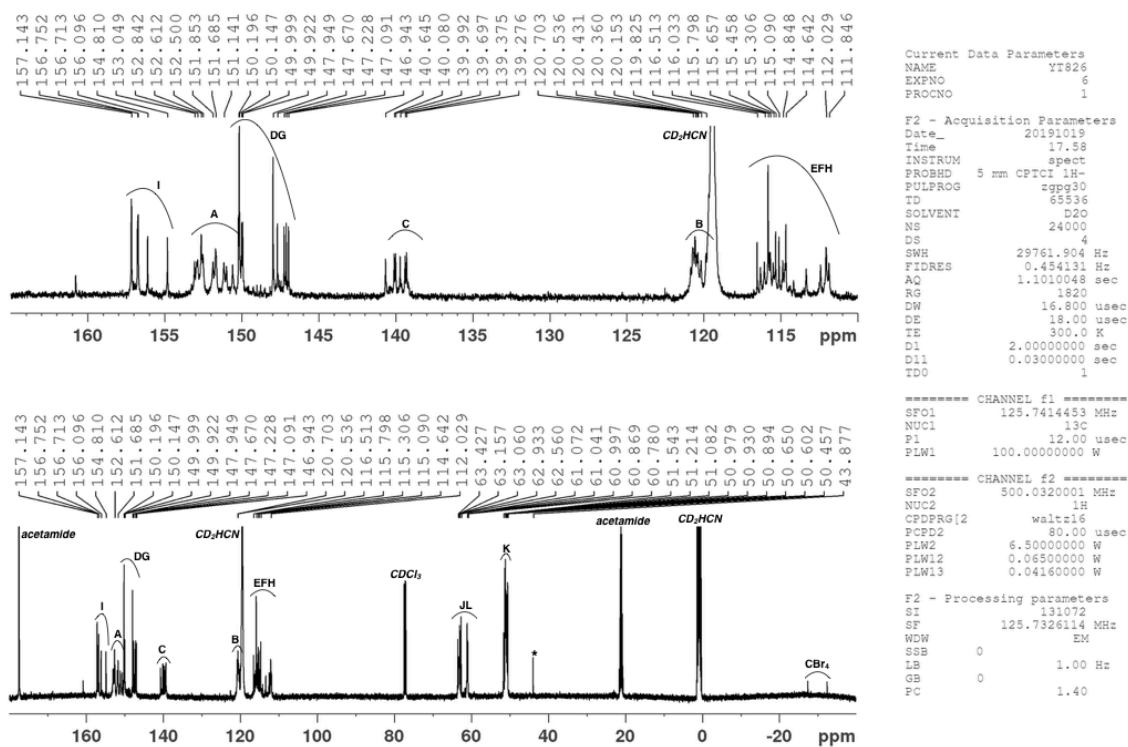 157.143
156.752
156.713
156.096
154.810
153.049
152.842
152.612
152.500
151.853
151.685
151.141
150.196
150.147
149.999
149.922
147.949
147.670
147.228
147.091
146.943
140.645
140.080
139.992
139.697
139.375
139.276
120.703
120.536
120.431
120.360
120.153
119.825
116.513
116.033
115.798
115.657
115.458
115.306
115.090
114.848
114.642
112.029
111.846
I
A
DG
C
CD2HCN
B
EFH
160 155 150 145 140 135 130 125 120 115 ppm
157.143
156.752
156.713
156.096
154.810
152.612
151.685
150.196
150.147
149.999
149.922
147.949
147.670
147.228
147.091
146.943
120.703
120.536
116.513
115.798
115.306
115.090
114.642
112.029
63.427
63.157
63.060
62.933
62.560
61.072
61.041
60.997
60.869
60.780
51.543
51.214
51.082
50.979
50.930
50.894
50.650
50.602
50.457
43.877
acetamide
I
A
DG
C
CD2HCN
B
EFH
CDCl3
JL
K
*
acetamide
CD2HCN
CBr4
160 140 120 100 80 60 40 20 0 -20 ppm
Current Data Parameters
NAME YT826
EXPNO 6
PROCNO 1
F2 - Acquisition Parameters
Date_ 20191019
Time 17.58
INSTRUM spect
PROBHD 5 mm CPTCI 1H-
PULPROG zgpg30
TD 65536
SOLVENT D2O
NS 24000
DS 4
SWH 29761.904 Hz
FIDRES 0.454131 Hz
AQ 1.1010048 sec
RG 1820
DW 16.800 usec
DE 18.00 usec
TE 300.0 K
D1 2.00000000 sec
D11 0.03000000 sec
TD0 1
======== CHANNEL f1 ========
SFO1 125.7414453 MHz
NUC1 13C
P1 12.00 usec
PLW1 100.00000000 W
======== CHANNEL f2 ========
SFO2 500.0320001 MHz
NUC2 1H
CPDPRG[2 waltz16
PCPD2 80.00 usec
PLW2 6.50000000 W
PLW12 0.06500000 W
PLW13 0.04160000 W
F2 - Processing parameters
SI 131072
SF 125.7326114 MHz
WDW EM
SSB 0
LB 1.00 Hz
GB 0
PC 1.40